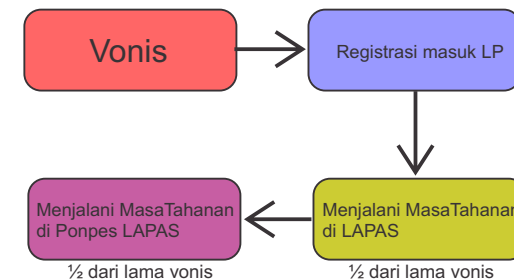 Vonis
Registrasi masuk LP
Menjalani MasaTahanan
di Ponpes LAPAS
½ dari lama vonis
Menjalani MasaTahanan
di LAPAS
½ dari lama vonis